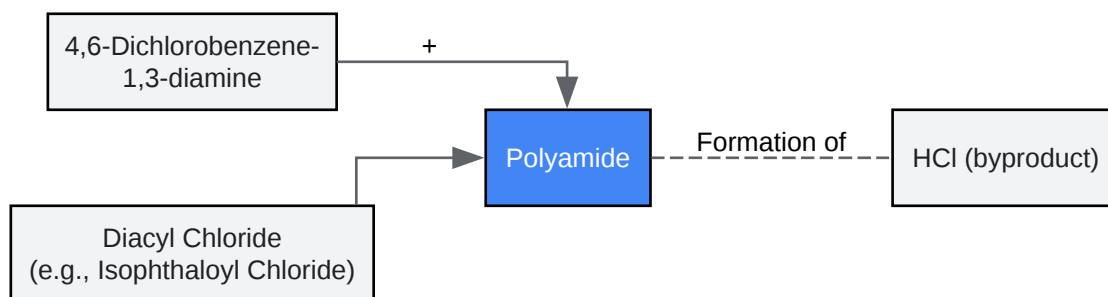 4,6-Dichlorobenzene-
1,3-diamine
+
Polyamide
Formation of
HCl (byproduct)
Diacyl Chloride
(e.g., Isophthaloyl Chloride)